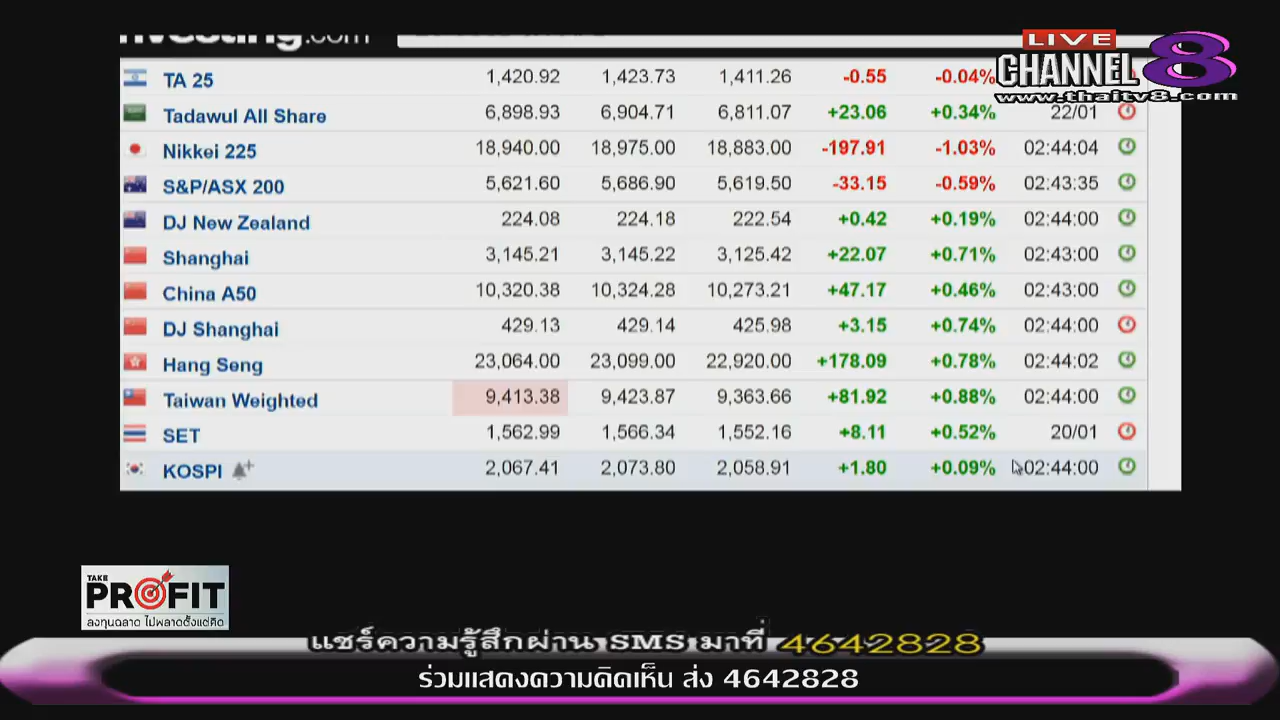 Investing.com
LIVE
CHANNEL 8
www.thaitv8.com
TA 25 1,420.92 1,423.73 1,411.26 -0.55 -0.04%
Tadawul All Share 6,898.93 6,904.71 6,811.07 +23.06 +0.34% 22/01
Nikkei 225 18,940.00 18,975.00 18,883.00 -197.91 -1.03% 02:44:04
S&P/ASX 200 5,621.60 5,686.90 5,619.50 -33.15 -0.59% 02:43:35
DJ New Zealand 224.08 224.18 222.54 +0.42 +0.19% 02:44:00
Shanghai 3,145.21 3,145.22 3,125.42 +22.07 +0.71% 02:43:00
China A50 10,320.38 10,324.28 10,273.21 +47.17 +0.46% 02:43:00
DJ Shanghai 429.13 429.14 425.98 +3.15 +0.74% 02:44:00
Hang Seng 23,064.00 23,099.00 22,920.00 +178.09 +0.78% 02:44:02
Taiwan Weighted 9,413.38 9,423.87 9,363.66 +81.92 +0.88% 02:44:00
SET 1,562.99 1,566.34 1,552.16 +8.11 +0.52% 20/01
KOSPI 2,067.41 2,073.80 2,058.91 +1.80 +0.09% 02:44:00
TAKE
PROFIT
ลงทุนฉลาด ไม่พลาดตั้งแต่คิด
แชร์ความรู้สึกผ่าน SMS มาที่ 4642828
ร่วมแสดงความคิดเห็น ส่ง 4642828